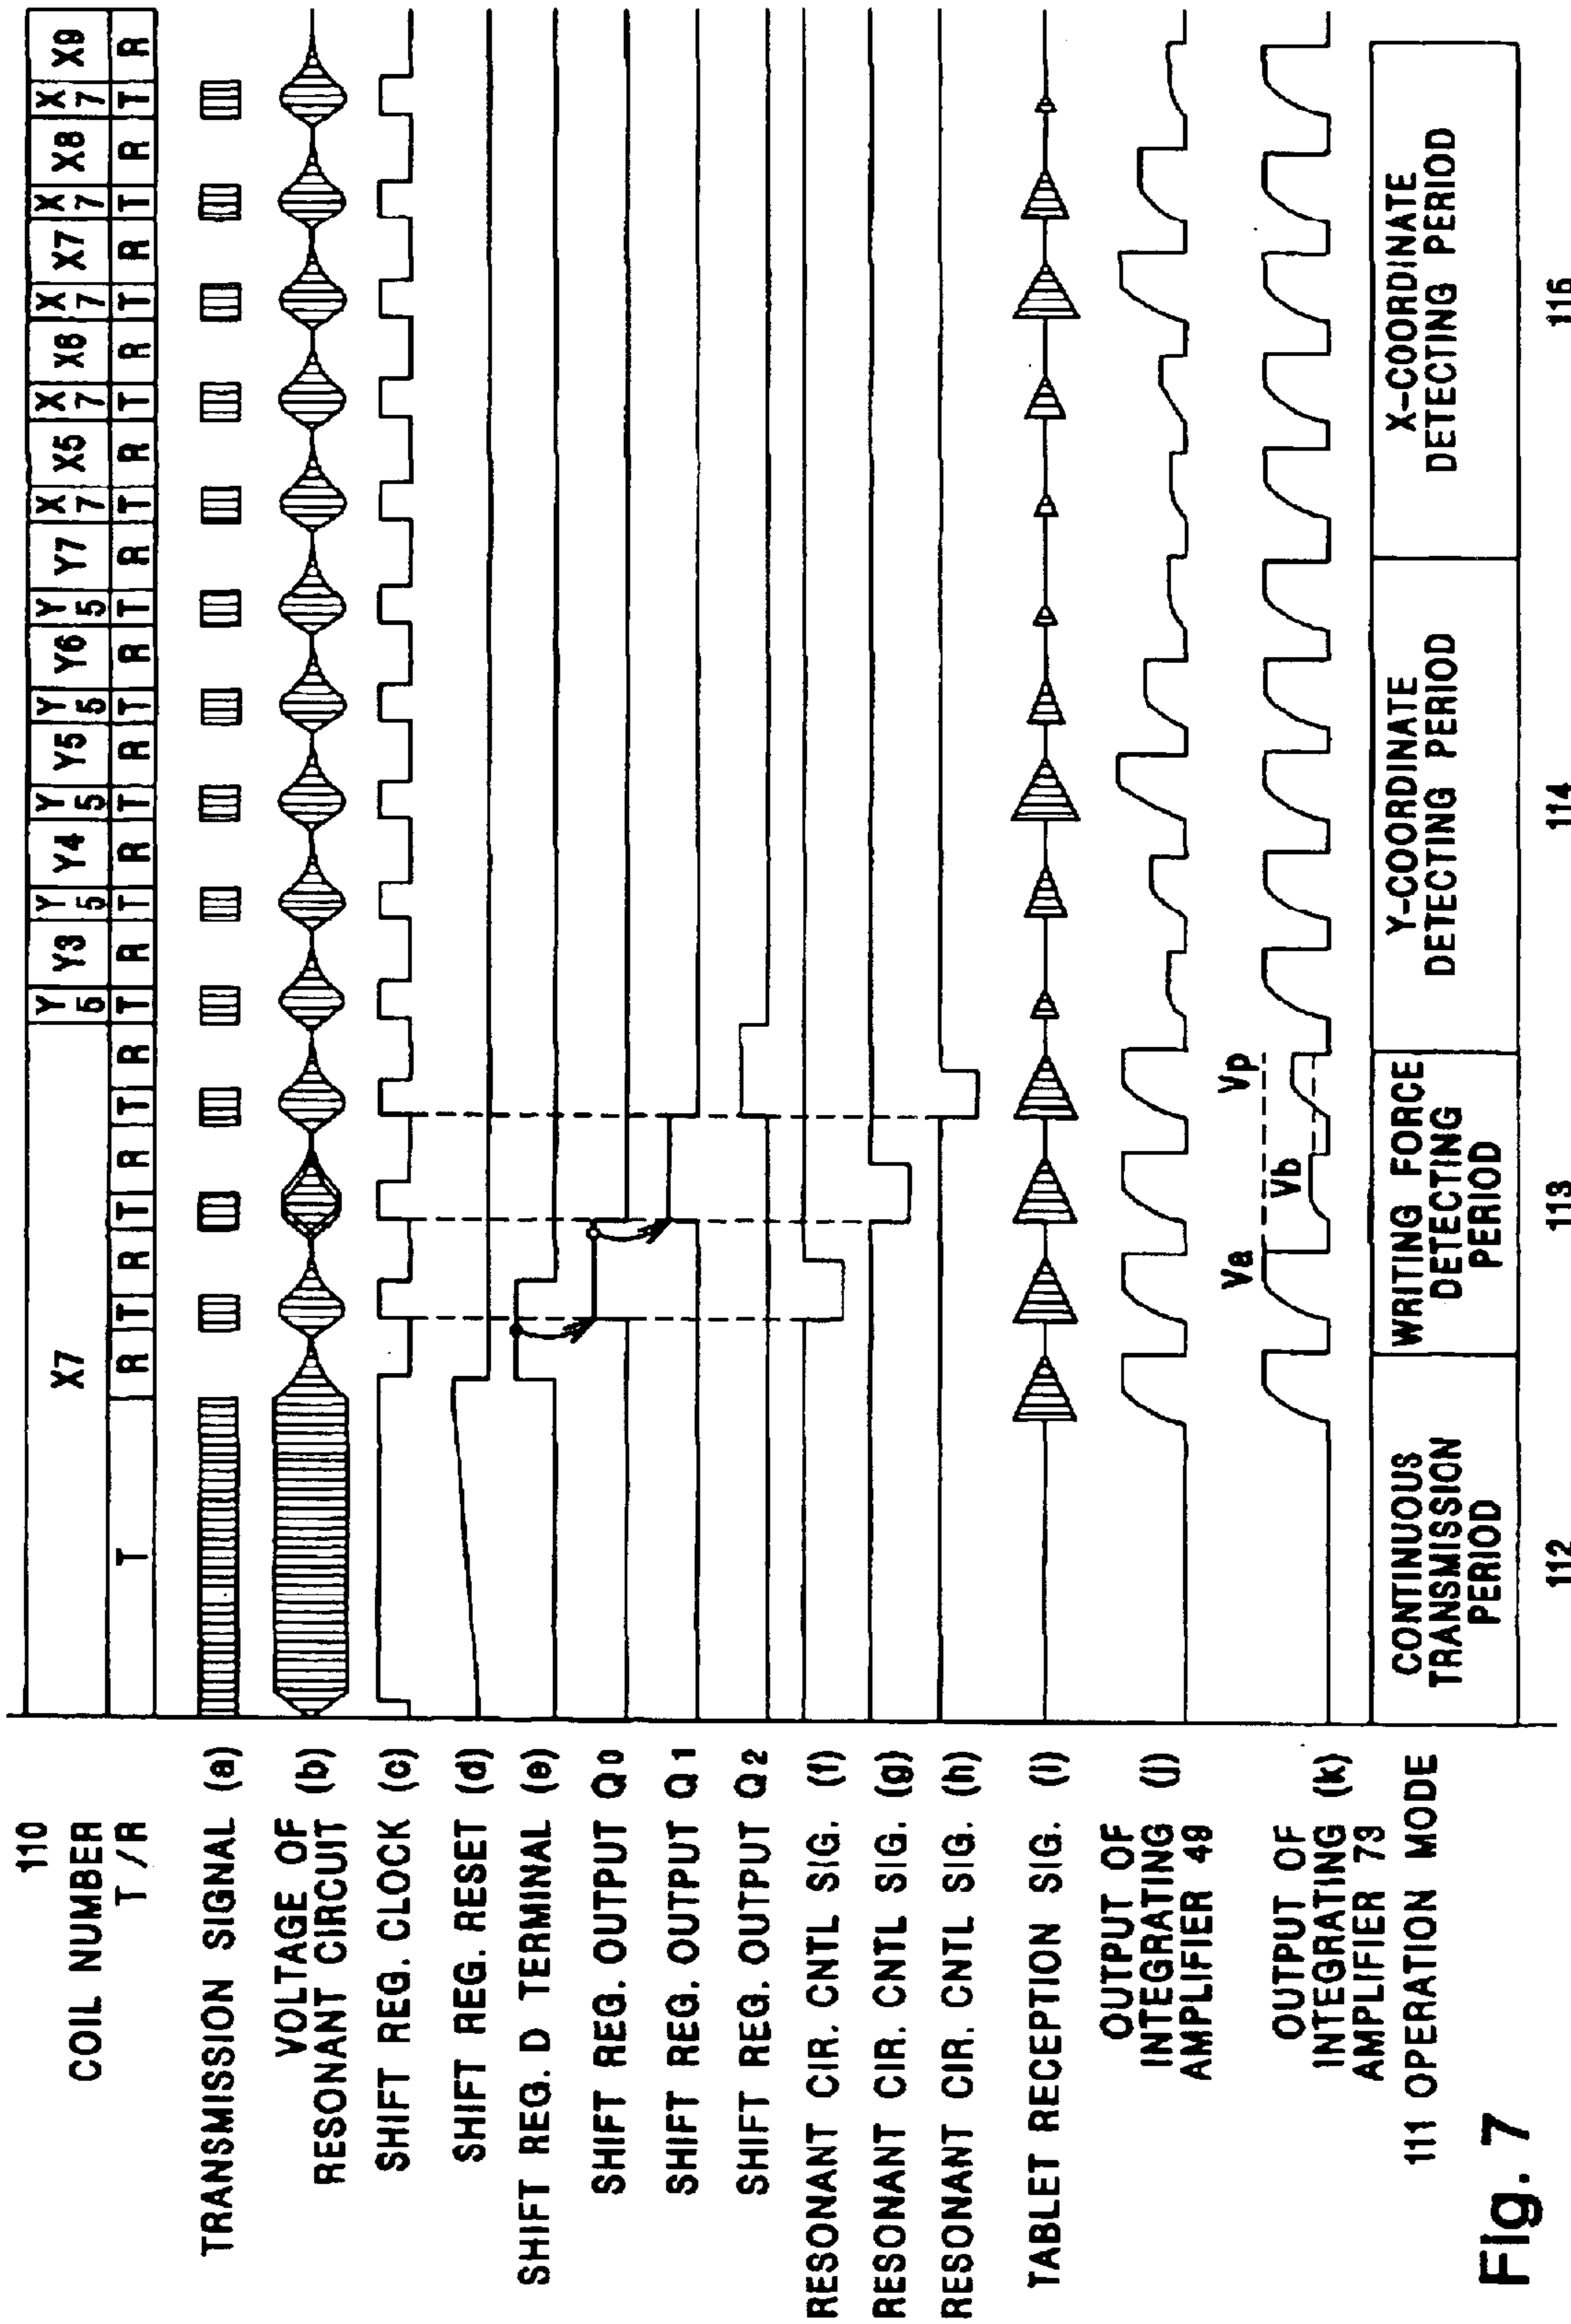 110
COIL NUMBER X7 Y5 Y3 Y5 Y4 Y5 Y5 Y5 Y6 Y5 Y7 X7 X5 X7 X6 X7 X7 X7 X8 X7 X9
T / R T R T R T R T R T R T R T R T R T R T R T R T R T R T R
TRANSMISSION SIGNAL (a)
VOLTAGE OF
RESONANT CIRCUIT (b)
SHIFT REG. CLOCK (c)
SHIFT REG. RESET (d)
SHIFT REG. D TERMINAL (e)
SHIFT REG. OUTPUT Q0
SHIFT REG. OUTPUT Q1
SHIFT REG. OUTPUT Q2
RESONANT CIR. CNTL SIG. (f)
RESONANT CIR. CNTL SIG. (g)
RESONANT CIR. CNTL SIG. (h)
TABLET RECEPTION SIG. (i)
OUTPUT OF
INTEGRATING (j)
AMPLIFIER 49
Va Vb Vp
OUTPUT OF
INTEGRATING (k)
AMPLIFIER 73
111 OPERATION MODE
CONTINUOUS
TRANSMISSION
PERIOD
WRITING FORCE
DETECTING
PERIOD
Y-COORDINATE
DETECTING PERIOD
X-COORDINATE
DETECTING PERIOD
112 113 114 115
Fig. 7